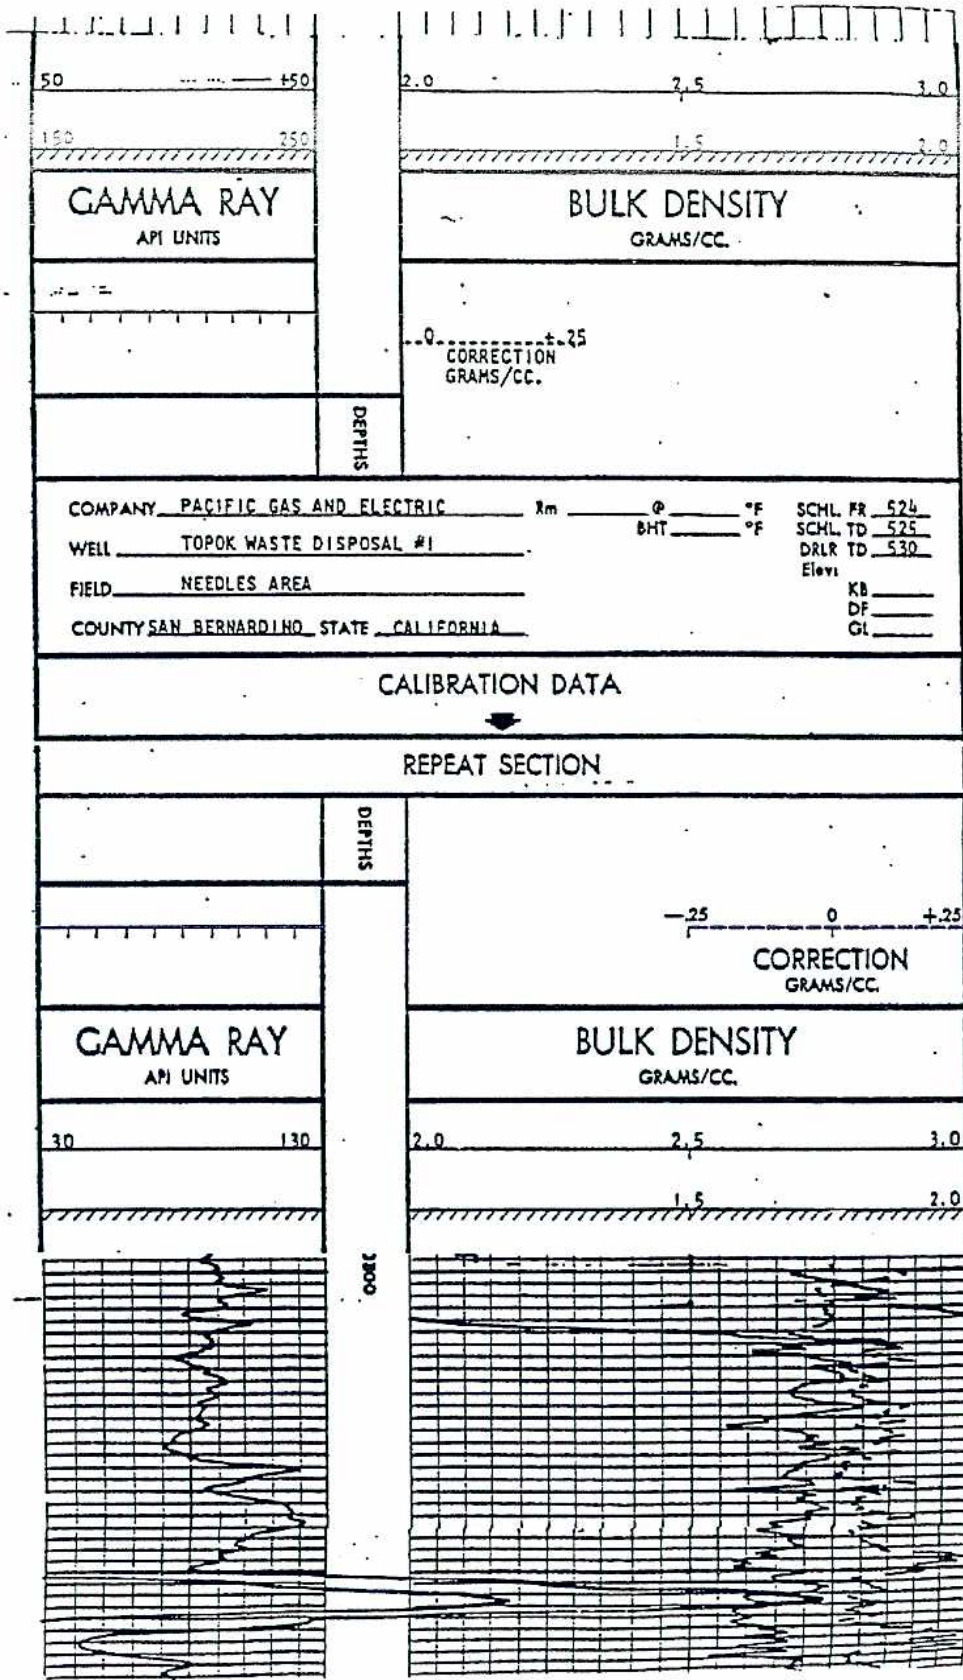 50 +50 2.0 2.5 3.0
150 250 1.5 2.0
GAMMA RAY BULK DENSITY
API UNITS GRAMS/CC.
0 +.25
CORRECTION
GRAMS/CC.
DEPTHS
COMPANY PACIFIC GAS AND ELECTRIC Rm @ °F SCHL. FR 524
BHT °F SCHL. TD 525
WELL TOPOK WASTE DISPOSAL #1 DRLR TD 530
Elev:
FIELD NEEDLES AREA KB
DF
COUNTY SAN BERNARDINO STATE CALIFORNIA GL
CALIBRATION DATA
REPEAT SECTION
DEPTHS
—.25 0 +.25
CORRECTION
GRAMS/CC.
GAMMA RAY BULK DENSITY
API UNITS GRAMS/CC.
30 130 2.0 2.5 3.0
1.5 2.0